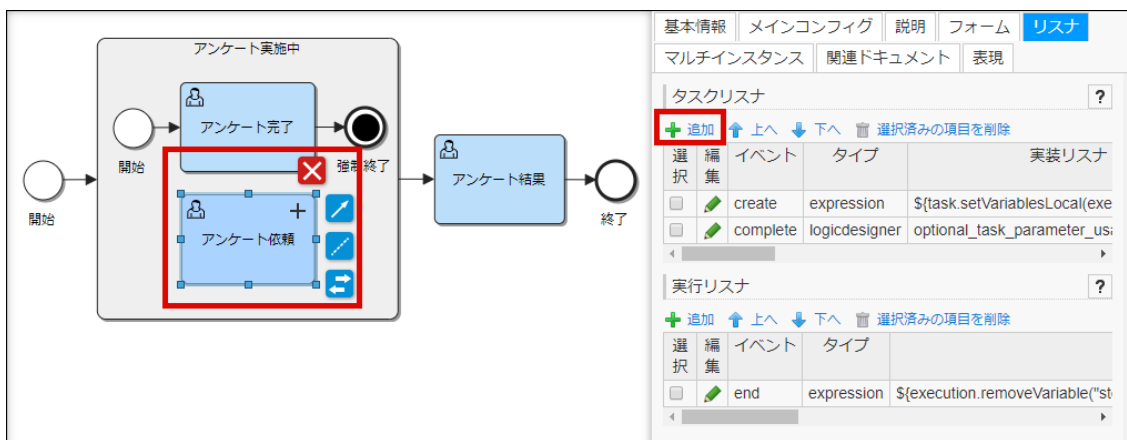 アンケート実施中
アンケート完了
開始
強制終了
アンケート依頼
開始
アンケート結果
終了
基本情報 メインコンフィグ 説明 フォーム リスナ
マルチインスタンス 関連ドキュメント 表現
タスクリスナ ?
追加 上へ 下へ 選択済みの項目を削除
選択 編集 イベント タイプ 実装リスナ
create expression ${task.setVariablesLocal(exe
complete logicdesigner optional_task_parameter_usa
実行リスナ ?
追加 上へ 下へ 選択済みの項目を削除
選択 編集 イベント タイプ
end expression ${execution.removeVariable("st